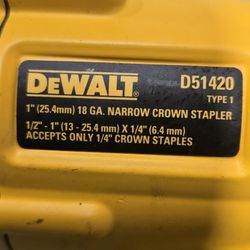 DEWALT
D51420
TYPE 1
1" (25.4mm) 18 GA. NARROW CROWN STAPLER
1/2" - 1" (13 - 25.4 mm) X 1/4" (6.4 mm)
ACCEPTS ONLY 1/4" CROWN STAPLES